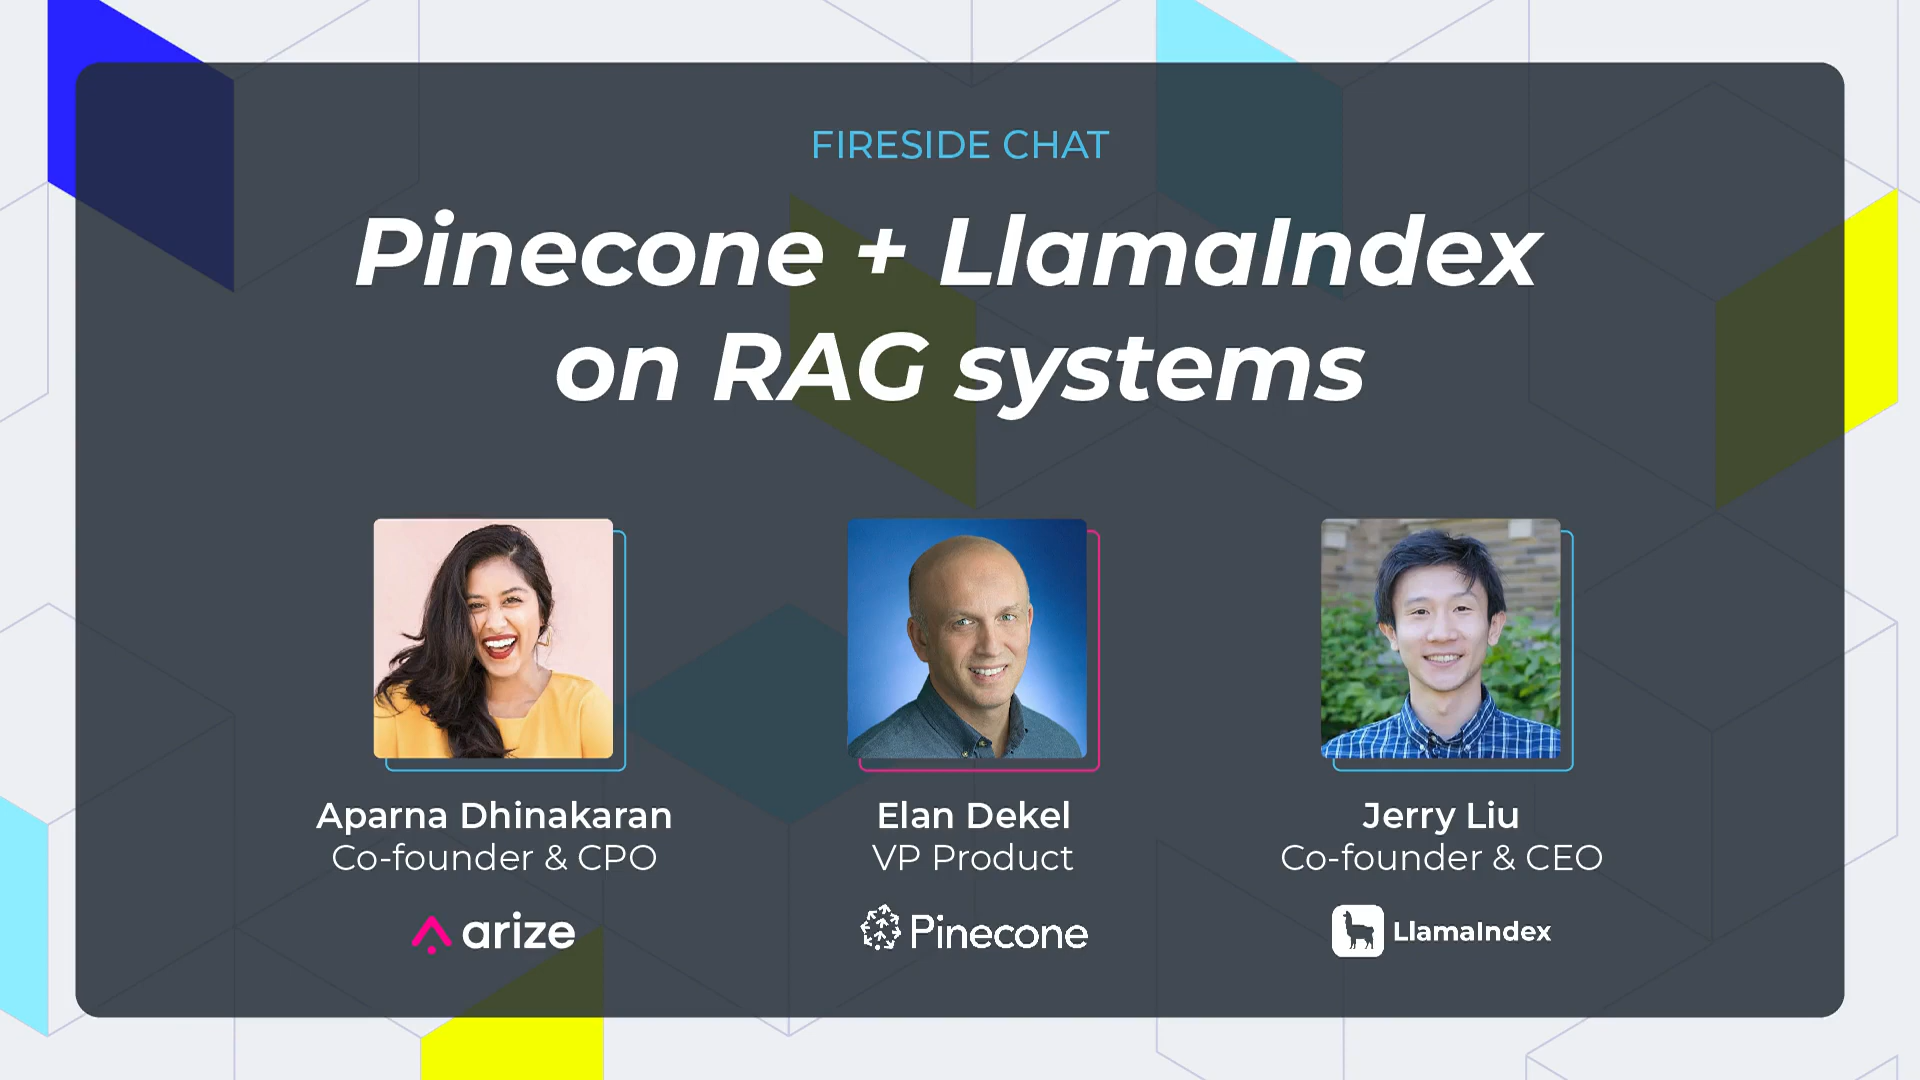 FIRESIDE CHAT
Pinecone + LlamaIndex
on RAG systems
Aparna Dhinakaran
Co-founder & CPO
arize
Elan Dekel
VP Product
Pinecone
Jerry Liu
Co-founder & CEO
LlamaIndex